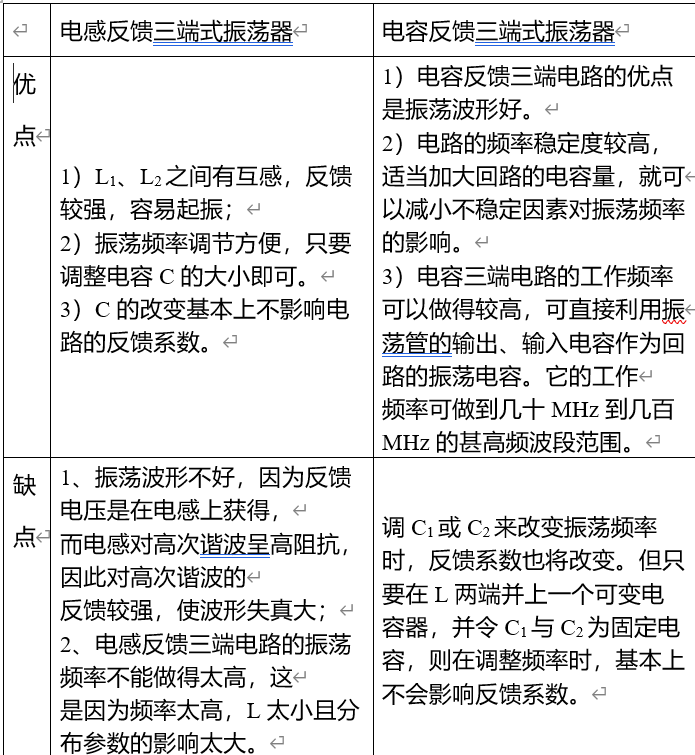 电感反馈三端式振荡器
电容反馈三端式振荡器
优
点
1）L₁、L₂之间有互感，反馈
较强，容易起振；
2）振荡频率调节方便，只要
调整电容 C 的大小即可。
3）C 的改变基本上不影响电
路的反馈系数。
1）电容反馈三端电路的优点
是振荡波形好。
2）电路的频率稳定度较高，
适当加大回路的电容量，就可
以减小不稳定因素对振荡频率
的影响。
3）电容三端电路的工作频率
可以做得较高，可直接利用振
荡管的输出、输入电容作为回
路的振荡电容。它的工作
频率可做到几十 MHz 到几百
MHz 的甚高频波段范围。
缺
点
1、振荡波形不好，因为反馈
电压是在电感上获得，
而电感对高次谐波呈高阻抗，
因此对高次谐波的
反馈较强，使波形失真大；
2、电感反馈三端电路的振荡
频率不能做得太高，这
是因为频率太高，L 太小且分
布参数的影响太大。
调 C₁或 C₂来改变振荡频率
时，反馈系数也将改变。但只
要在 L 两端并上一个可变电
容器，并令 C₁与 C₂为固定电
容，则在调整频率时，基本上
不会影响反馈系数。